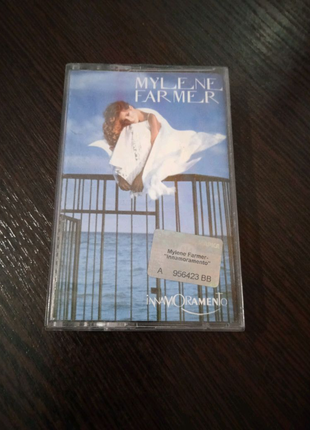 MYLENE
FARMER
Mylene Farmer-
"Innamoramento"
A 956423 BB
INNAMORAMENTO